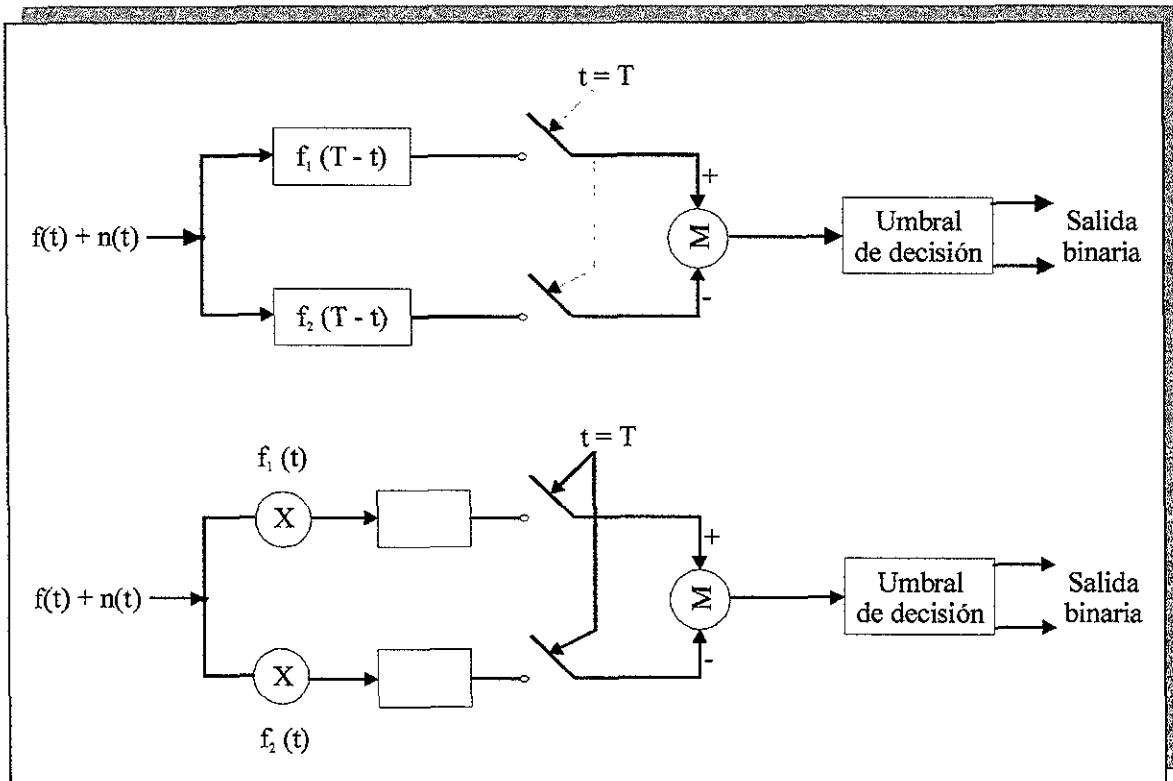 t = T
f₁ (T - t)
+
f(t) + n(t)
M
Umbral
de decisión
Salida
binaria
f₂ (T - t)
-
t = T
f₁ (t)
X
+
f(t) + n(t)
M
Umbral
de decisión
Salida
binaria
X
-
f₂ (t)